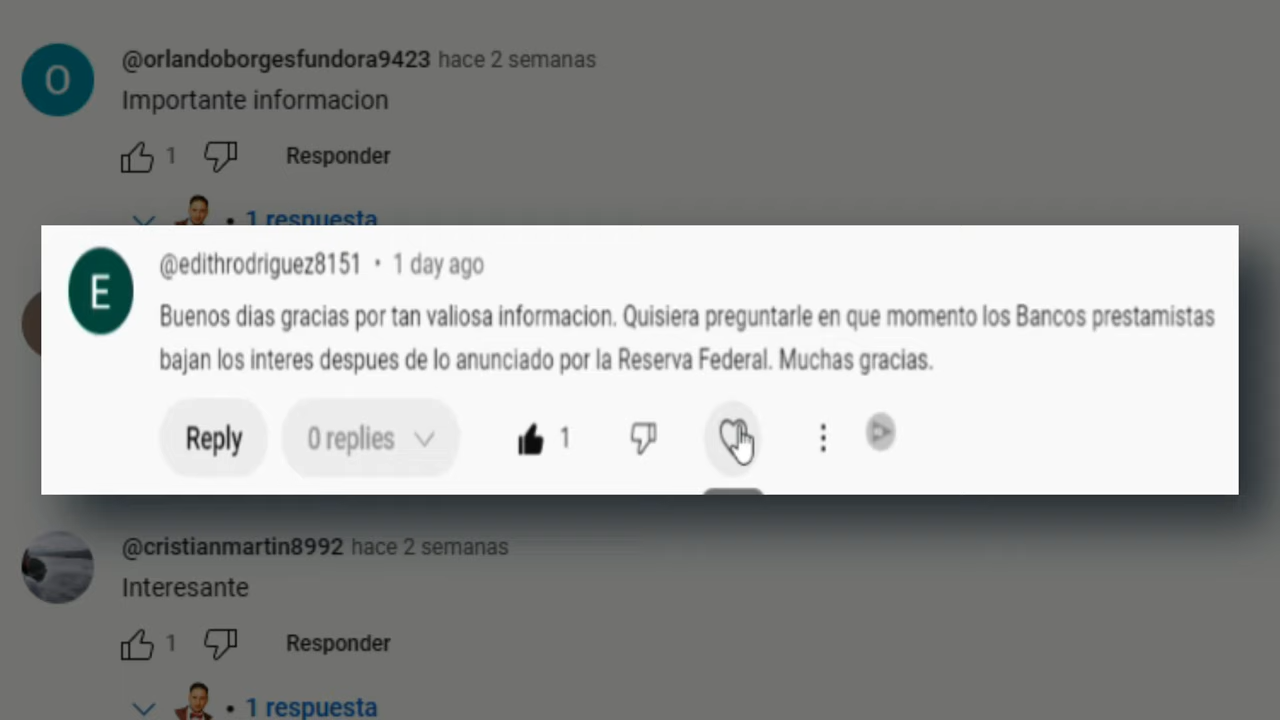 O
@orlandoborgesfundora9423 hace 2 semanas
Importante informacion
1 Responder
• 1 respuesta
E
@edithrodriguez8151 • 1 day ago
Buenos dias gracias por tan valiosa informacion. Quisiera preguntarle en que momento los Bancos prestamistas
bajan los interes despues de lo anunciado por la Reserva Federal. Muchas gracias.
Reply 0 replies 1
@cristianmartin8992 hace 2 semanas
Interesante
1 Responder
• 1 respuesta